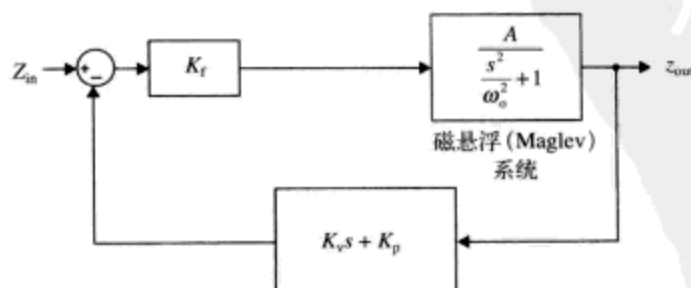 Z_in
+
−
K_f
A
s²
ω_o²
+1
z_out
磁悬浮(Maglev)
系统
K_v s + K_p